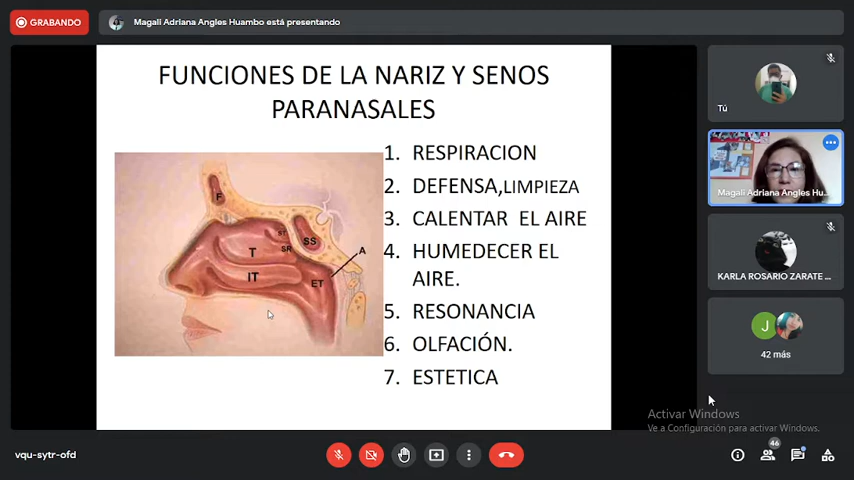 GRABANDO
Magali Adriana Angles Huambo está presentando
FUNCIONES DE LA NARIZ Y SENOS
PARANASALES
1. RESPIRACION
2. DEFENSA,LIMPIEZA
3. CALENTAR EL AIRE
4. HUMEDECER EL
AIRE.
5. RESONANCIA
6. OLFACIÓN.
7. ESTETICA
F
ST
SR
SS
A
T
IT
ET
Tú
Magali Adriana Angles Hu...
KARLA ROSARIO ZARATE ...
J
42 más
Activar Windows
Ve a Configuración para activar Windows.
vqu-sytr-ofd
46